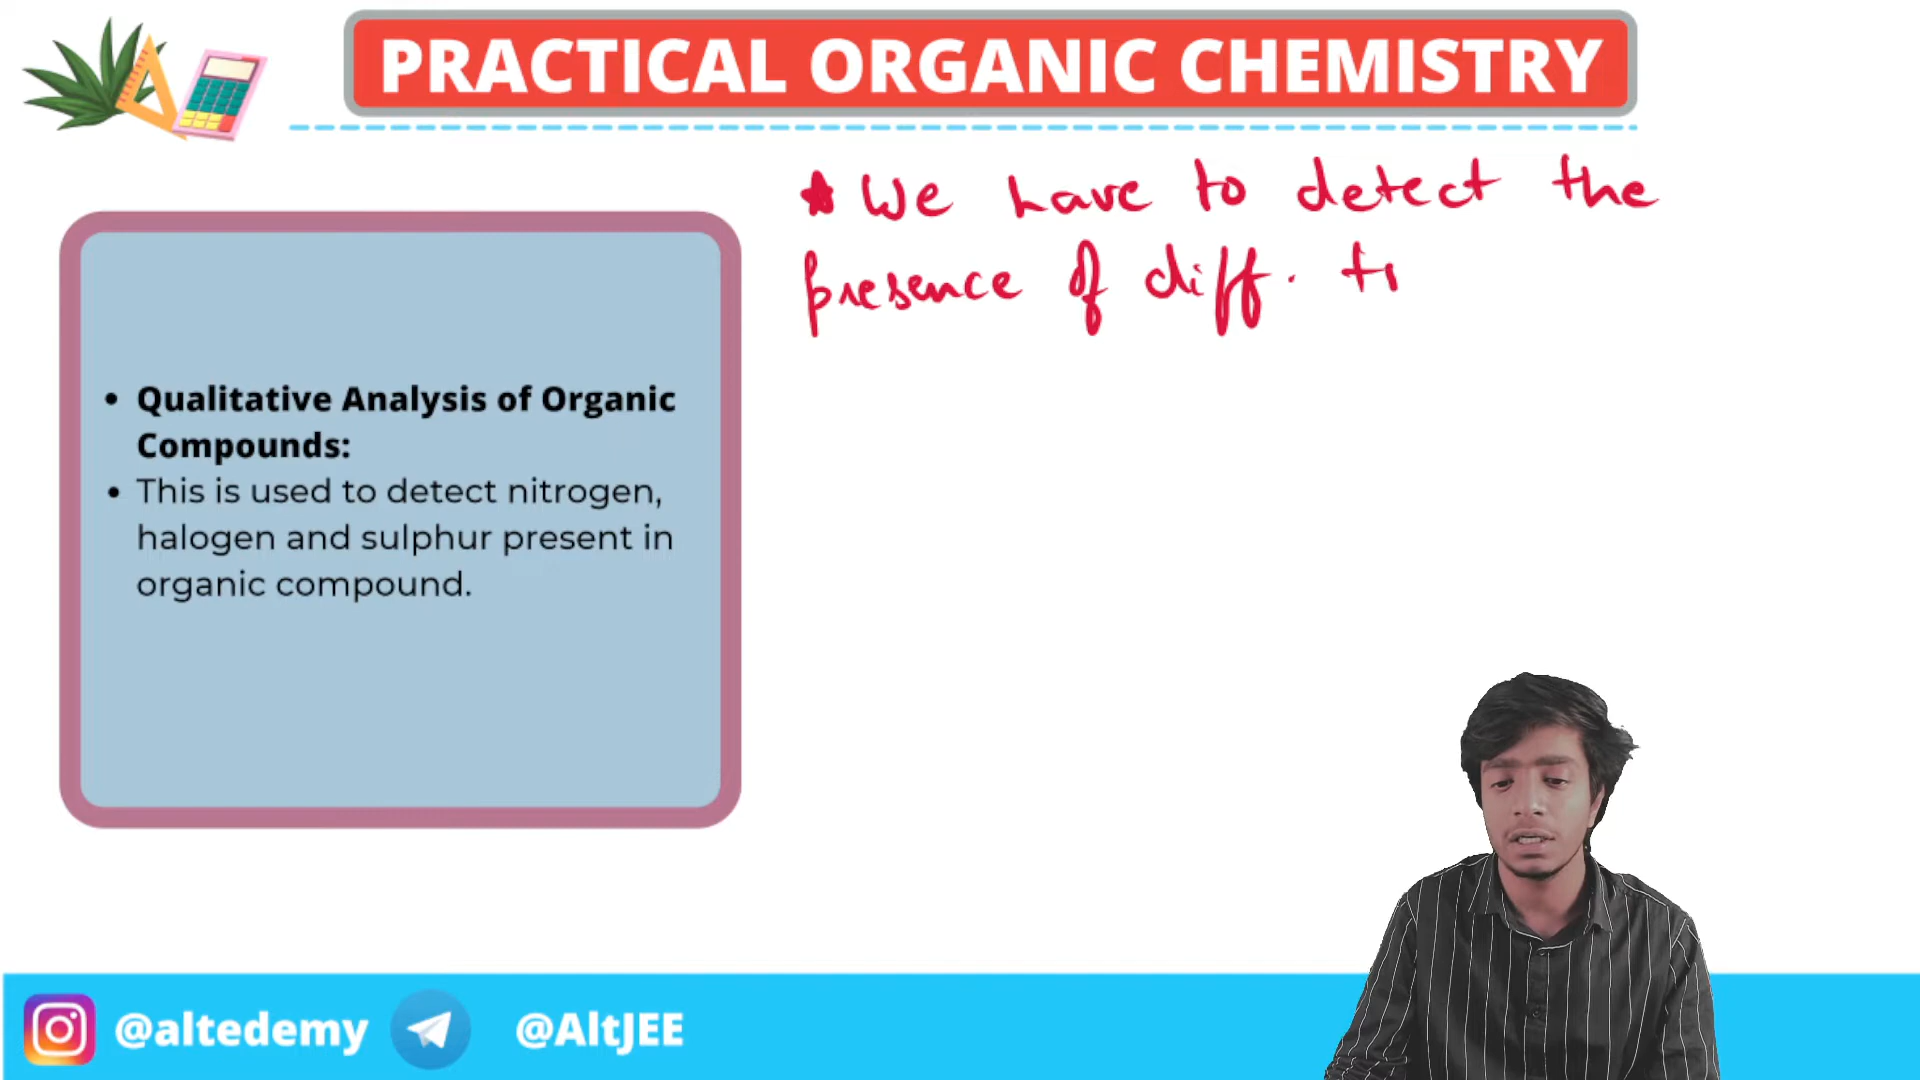 PRACTICAL ORGANIC CHEMISTRY
We have to detect the
presence of diff.
• Qualitative Analysis of Organic
Compounds:
• This is used to detect nitrogen,
halogen and sulphur present in
organic compound.
@altedemy @AltJEE